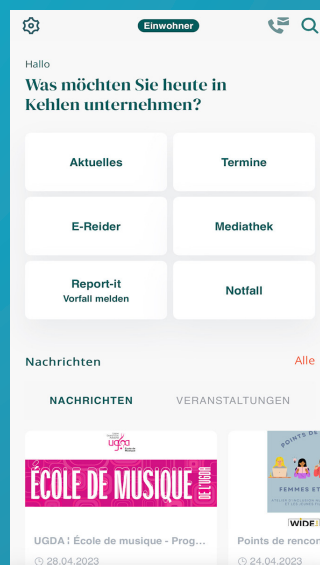 Einwohner
Hallo
Was möchten Sie heute in
Kehlen unternehmen?
Aktuelles
Termine
E-Reider
Mediathek
Report-it
Vorfall melden
Notfall
Nachrichten
Alle
NACHRICHTEN
VERANSTALTUNGEN
ugda
ÉCOLE DE MUSIQUE
DE L'UGDA
POINTS DE
FEMMES ET
WIDE
UGDA : École de musique - Prog...
Points de rencon
28.04.2023
24.04.2023